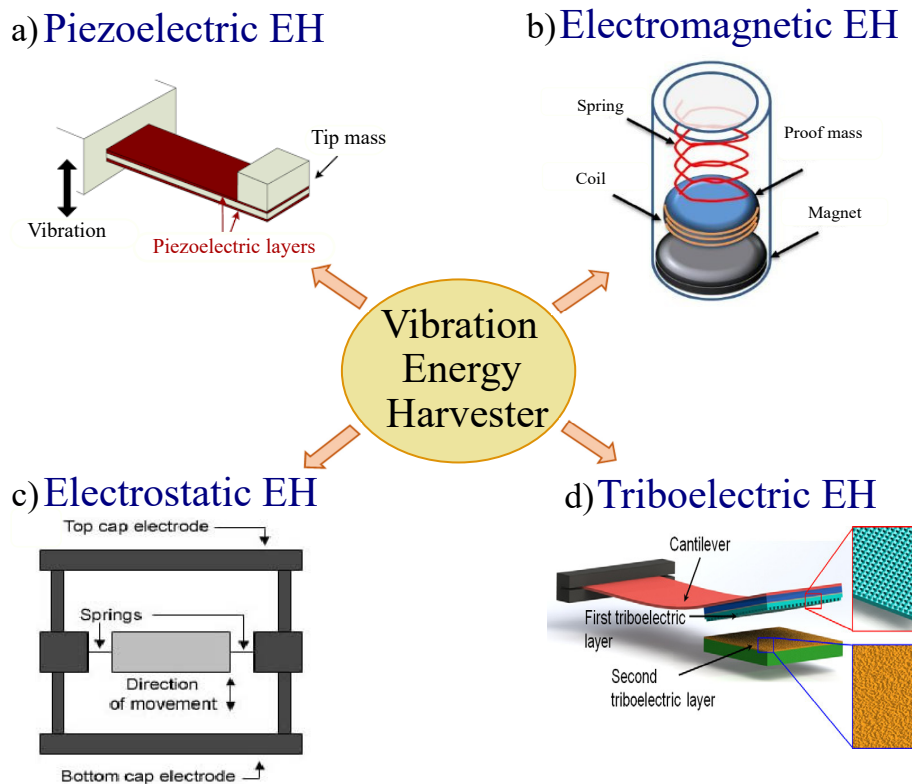 a) Piezoelectric EH
Tip mass
Vibration
Piezoelectric layers
b) Electromagnetic EH
Spring
Proof mass
Coil
Magnet
Vibration
Energy
Harvester
c) Electrostatic EH
Top cap electrode
Springs
Direction
of movement
Bottom cap electrode
d) Triboelectric EH
Cantilever
First triboelectric
layer
Second
triboelectric layer